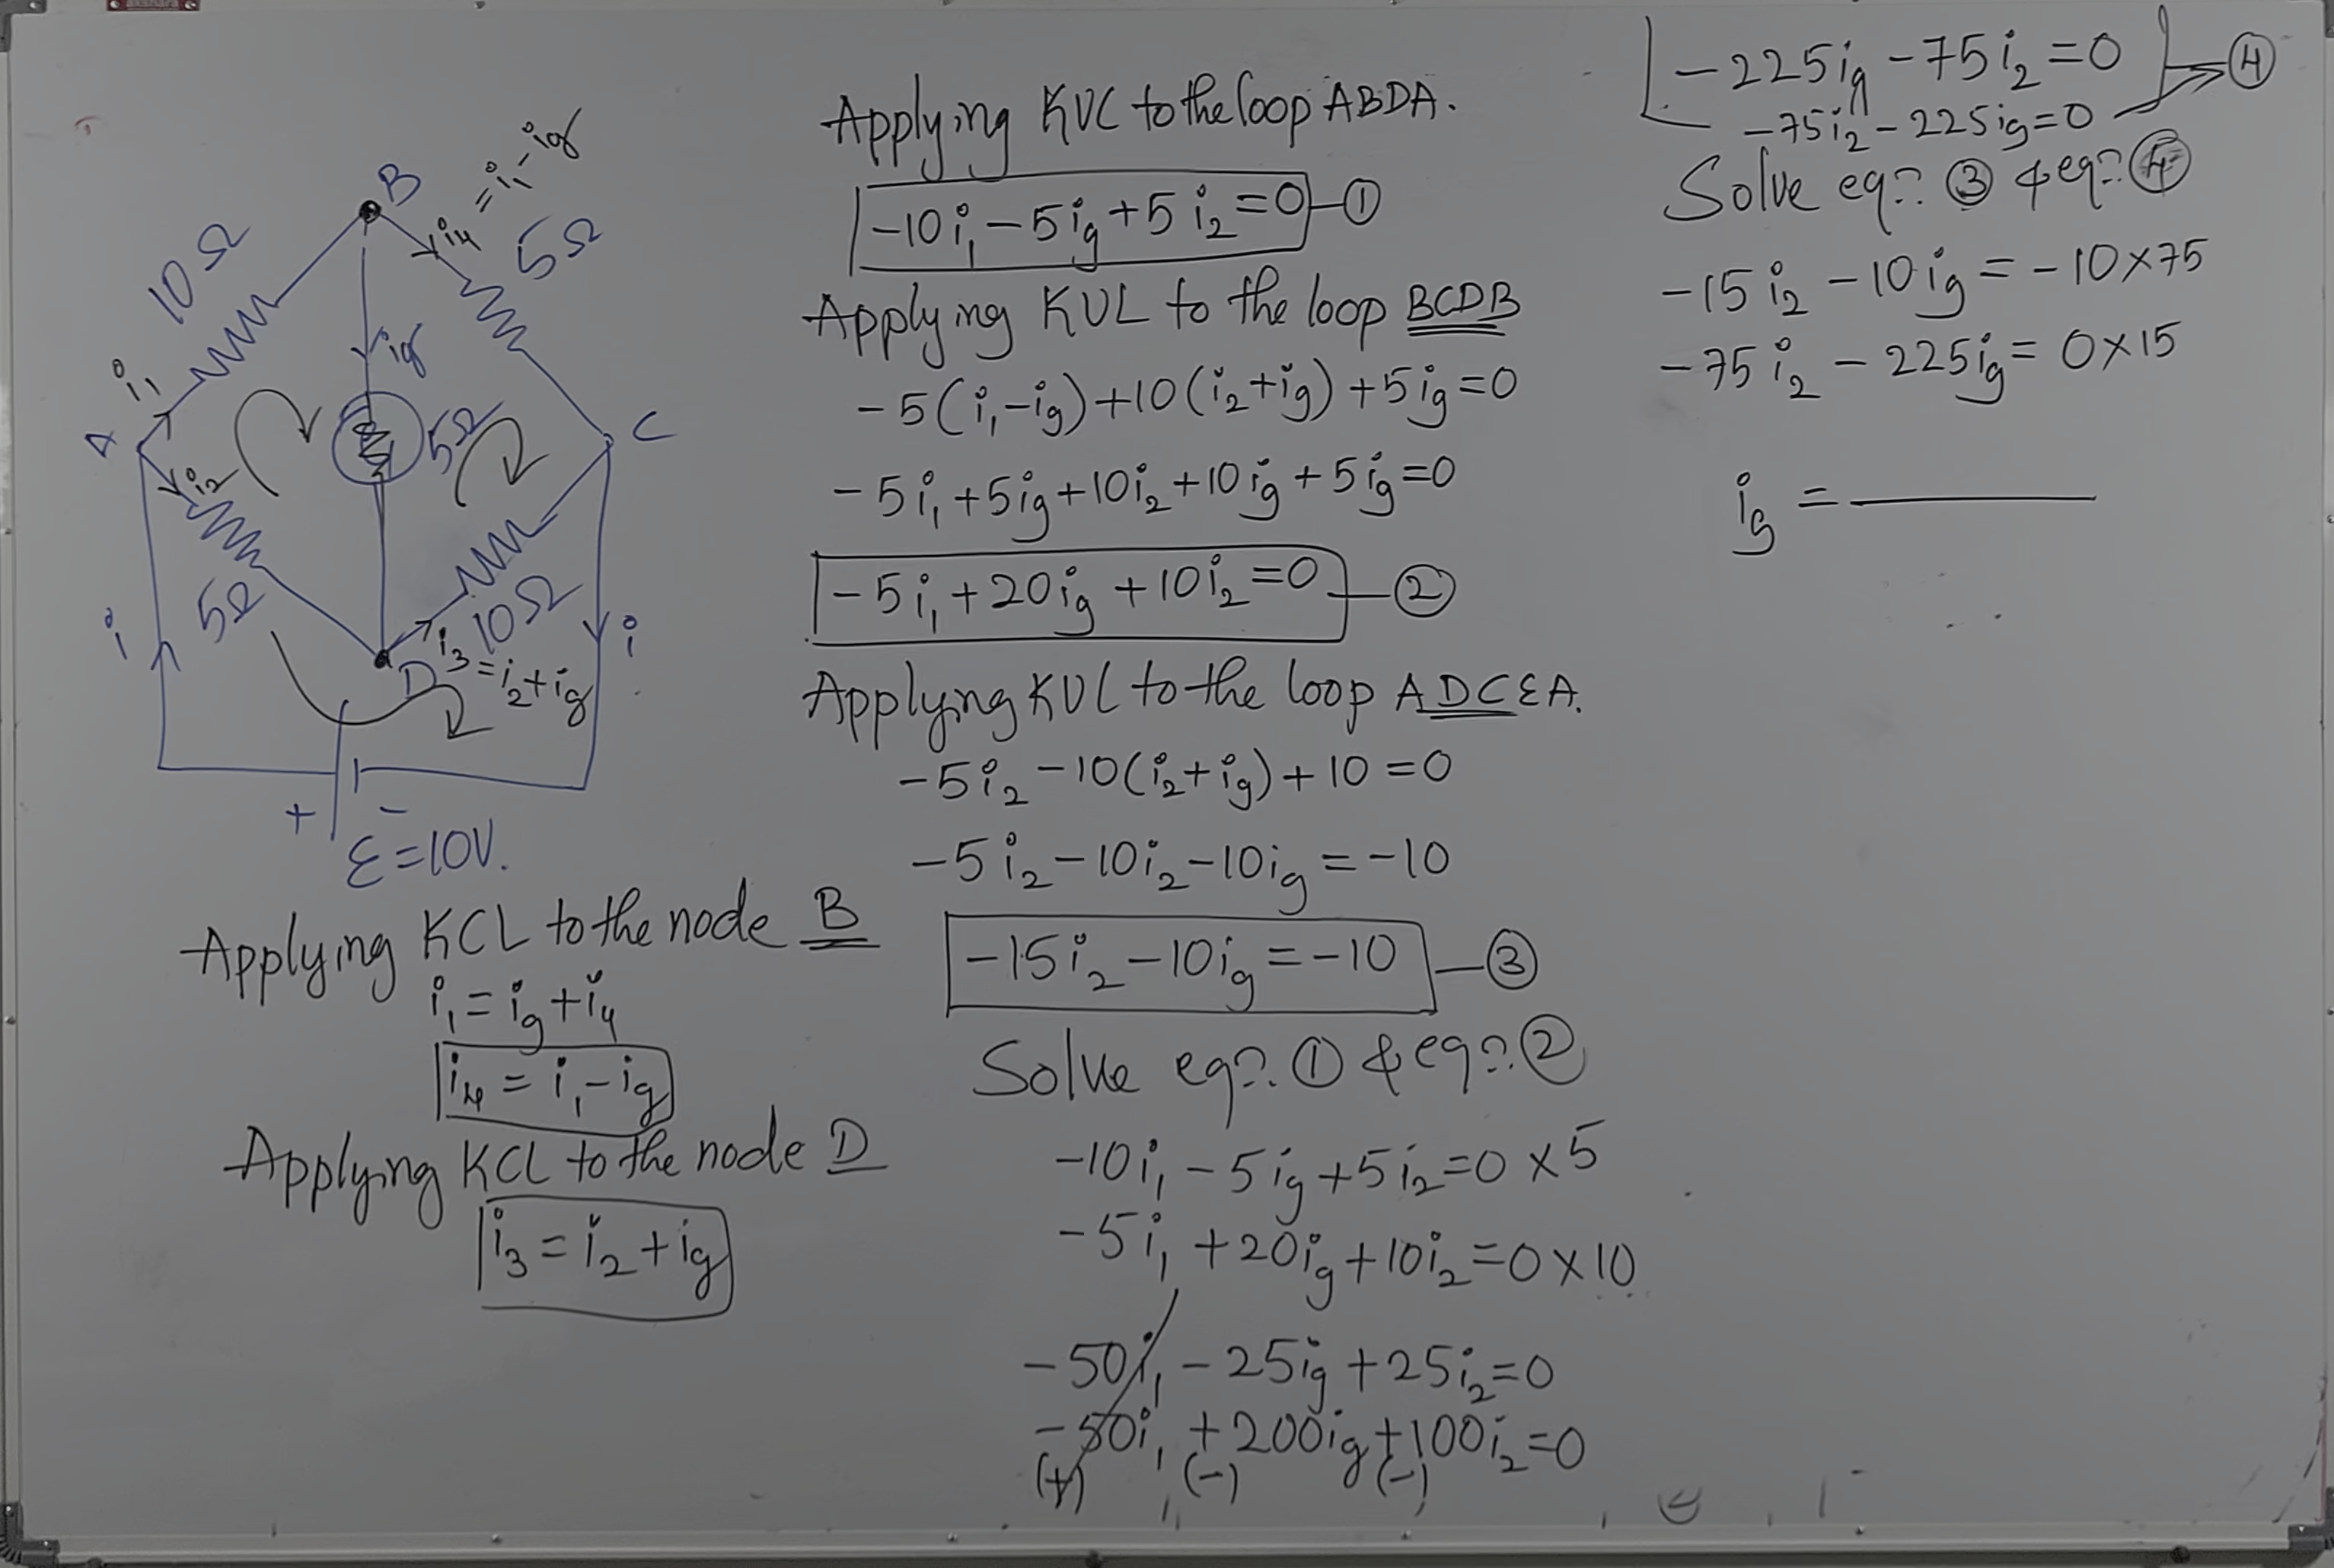 B
i₄ = i₁ - ig
10Ω
5Ω
i₁
ig
A
5Ω
C
i₂
5Ω
10Ω
i
i
D
i₃ = i₂ + ig
+
-
ε = 10V.
Applying KCL to the node B
i₁ = ig + i₄
i₄ = i₁ - ig
Applying KCL to the node D
i₃ = i₂ + ig
Applying KVL to the loop ABDA.
-10i₁ - 5ig + 5i₂ = 0 — ①
Applying KVL to the loop BCDB
-5(i₁ - ig) + 10(i₂ + ig) + 5ig = 0
-5i₁ + 5ig + 10i₂ + 10ig + 5ig = 0
-5i₁ + 20ig + 10i₂ = 0 — ②
Applying KVL to the loop ADCEA.
-5i₂ - 10(i₂ + ig) + 10 = 0
-5i₂ - 10i₂ - 10ig = -10
-15i₂ - 10ig = -10 — ③
Solve eqn. ① & eqn. ②
-10i₁ - 5ig + 5i₂ = 0 × 5
-5i₁ + 20ig + 10i₂ = 0 × 10
-50i₁ - 25ig + 25i₂ = 0
-50i₁ + 200ig + 100i₂ = 0
(+) (-) (-)
-225ig - 75i₂ = 0 → ④
-75i₂ - 225ig = 0
Solve eqn. ③ & eqn. ④
-15i₂ - 10ig = -10 × 75
-75i₂ - 225ig = 0 × 15
ig = ———